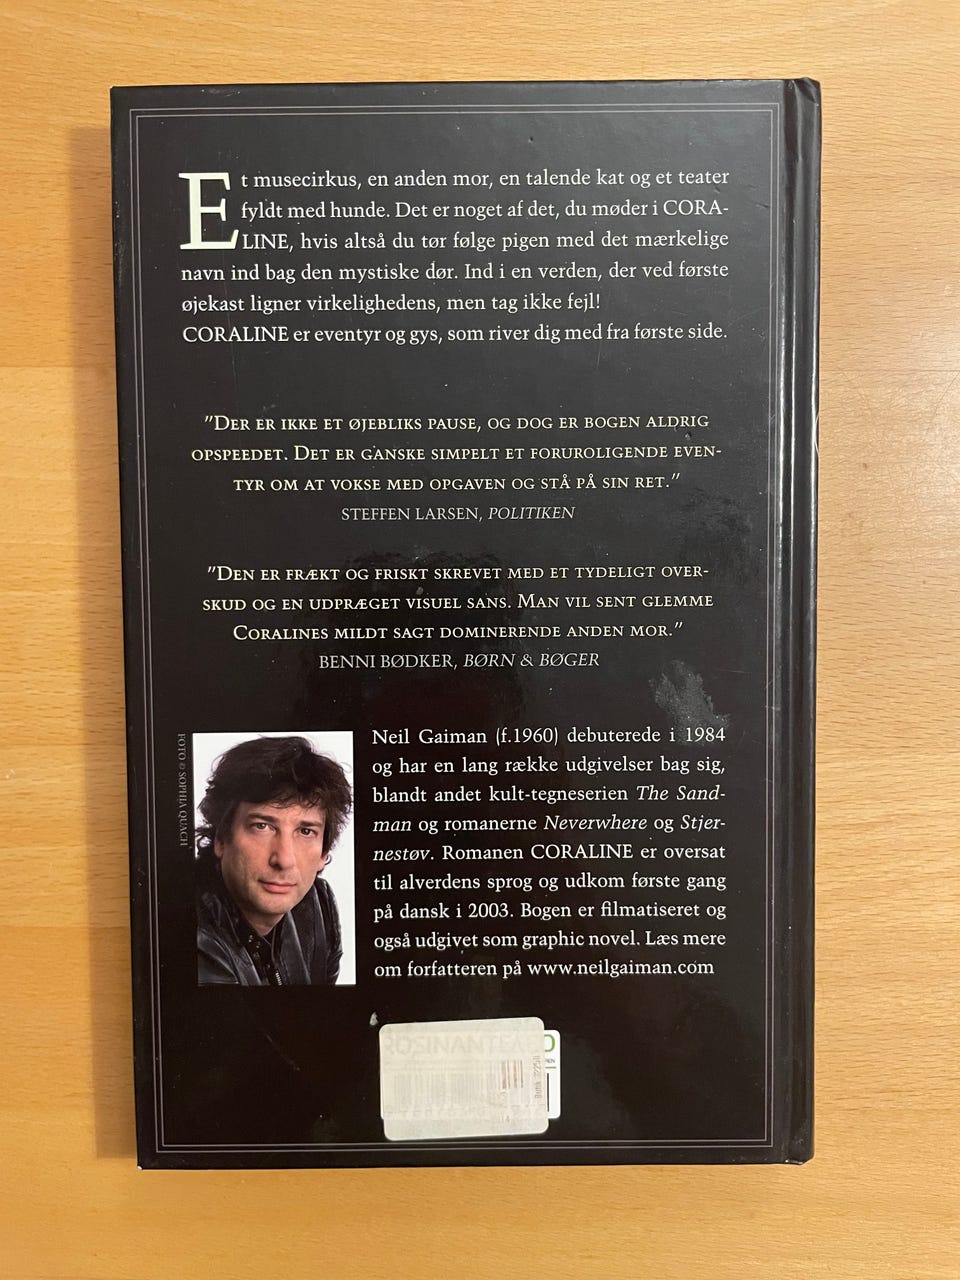 Et musecirkus, en anden mor, en talende kat og et teater
fyldt med hunde. Det er noget af det, du møder i CORA-
LINE, hvis altså du tør følge pigen med det mærkelige
navn ind bag den mystiske dør. Ind i en verden, der ved første
øjekast ligner virkelighedens, men tag ikke fejl!
CORALINE er eventyr og gys, som river dig med fra første side.
"DER ER IKKE ET ØJEBLIKS PAUSE, OG DOG ER BOGEN ALDRIG
OPSPEEDET. DET ER GANSKE SIMPELT ET FORUROLIGENDE EVEN-
TYR OM AT VOKSE MED OPGAVEN OG STÅ PÅ SIN RET."
STEFFEN LARSEN, POLITIKEN
"DEN ER FRÆKT OG FRISKT SKREVET MED ET TYDELIGT OVER-
SKUD OG EN UDPRÆGET VISUEL SANS. MAN VIL SENT GLEMME
CORALINES MILDT SAGT DOMINERENDE ANDEN MOR."
BENNI BØDKER, BØRN & BØGER
FOTO © SOPHIA QUACH
Neil Gaiman (f.1960) debuterede i 1984
og har en lang række udgivelser bag sig,
blandt andet kult-tegneserien The Sand-
man og romanerne Neverwhere og Stjer-
nestøv. Romanen CORALINE er oversat
til alverdens sprog og udkom første gang
på dansk i 2003. Bogen er filmatiseret og
også udgivet som graphic novel. Læs mere
om forfatteren på www.neilgaiman.com
ROSINANTE